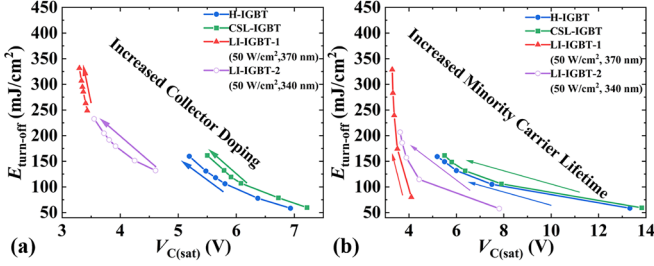 (a)
E_turn-off (mJ/cm²)
400
350
300
250
200
150
100
50
3
4
5
6
7
V_C(sat) (V)
H-IGBT
CSL-IGBT
LI-IGBT-1
(50 W/cm²,370 nm)
LI-IGBT-2
(50 W/cm²,340 nm)
Increased Collector Doping
(b)
E_turn-off (mJ/cm²)
400
350
300
250
200
150
100
50
4
6
8
10
12
14
V_C(sat) (V)
H-IGBT
CSL-IGBT
LI-IGBT-1
(50 W/cm², 370 nm)
LI-IGBT-2
(50 W/cm², 340 nm)
Increased Minority Carrier Lifetime